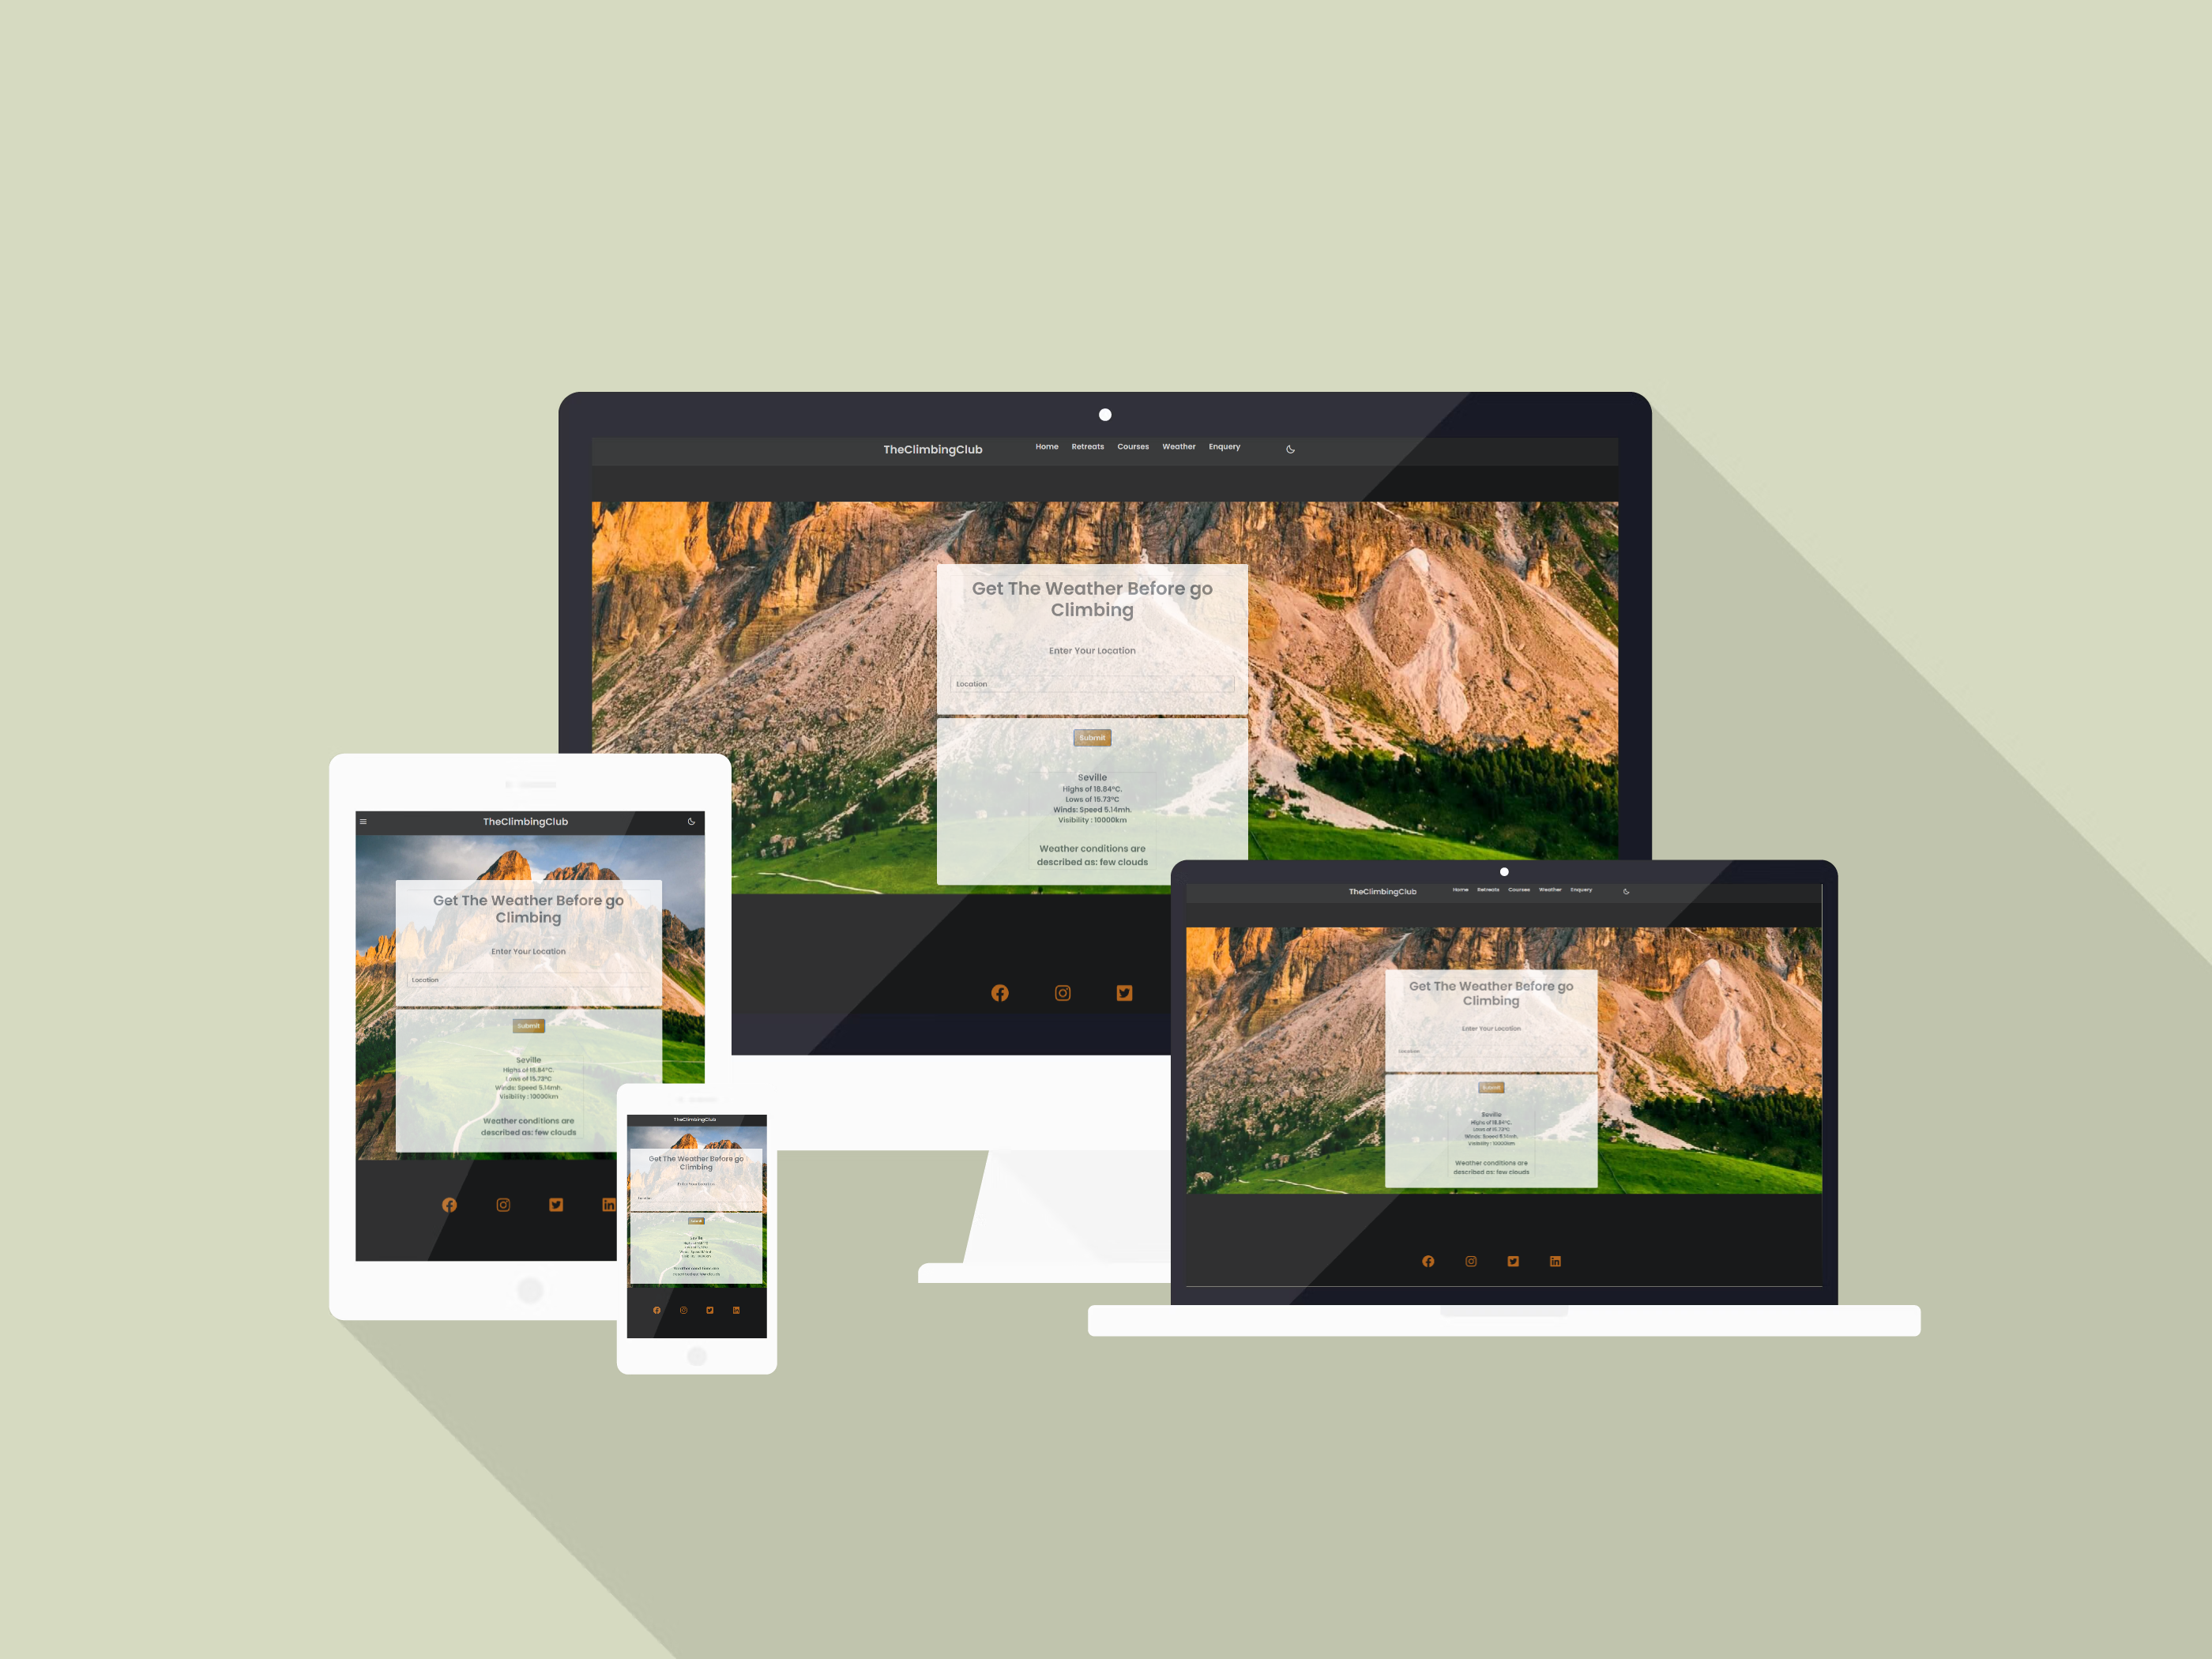 TheClimbingClub
Home Retreats Courses Weather Enquery
Get The Weather Before go
Climbing
Enter Your Location
Location
Submit
Seville
Highs of 18.84°C.
Lows of 15.73°C
Winds: Speed 5.14mh.
Visibility : 10000km
Weather conditions are
described as: few clouds
TheClimbingClub
Get The Weather Before go
Climbing
Enter Your Location
Location
Submit
Seville
Highs of 18.84°C.
Lows of 15.73°C
Winds: Speed 5.14mh.
Visibility : 10000km
Weather conditions are
described as: few clouds
TheClimbingClub
Get The Weather Before go
Climbing
TheClimbingClub
Home Retreats Courses Weather Enquery
Get The Weather Before go
Climbing
Enter Your Location
Location
Submit
Seville
Highs of 18.84°C.
Lows of 15.73°C
Winds: Speed 5.14mh.
Visibility : 10000km
Weather conditions are
described as: few clouds